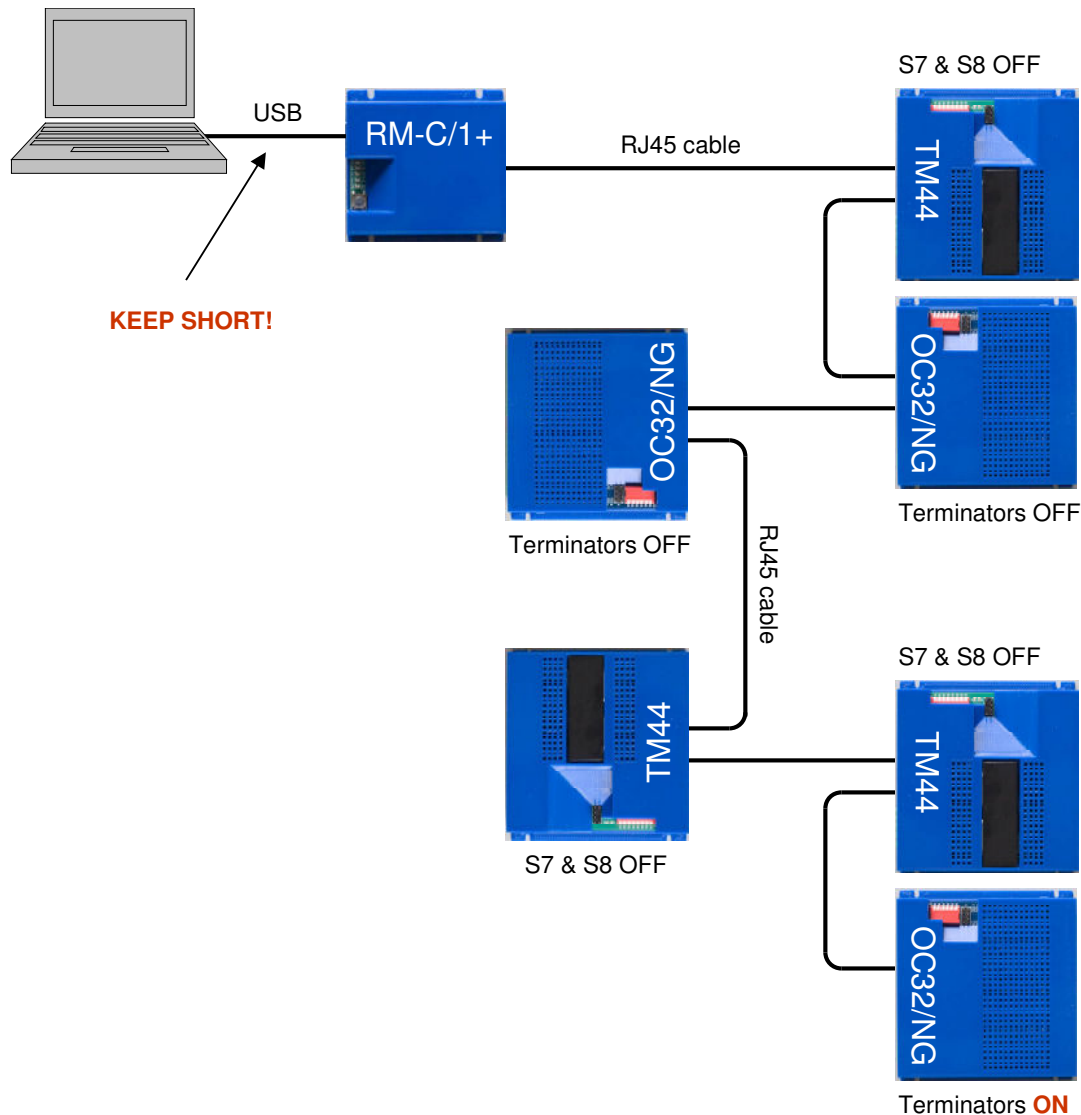 S7 & S8 OFF
USB
RM-C/1+
RJ45 cable
TM44
KEEP SHORT!
OC32/NG
OC32/NG
Terminators OFF
Terminators OFF
RJ45 cable
S7 & S8 OFF
TM44
TM44
S7 & S8 OFF
OC32/NG
Terminators ON